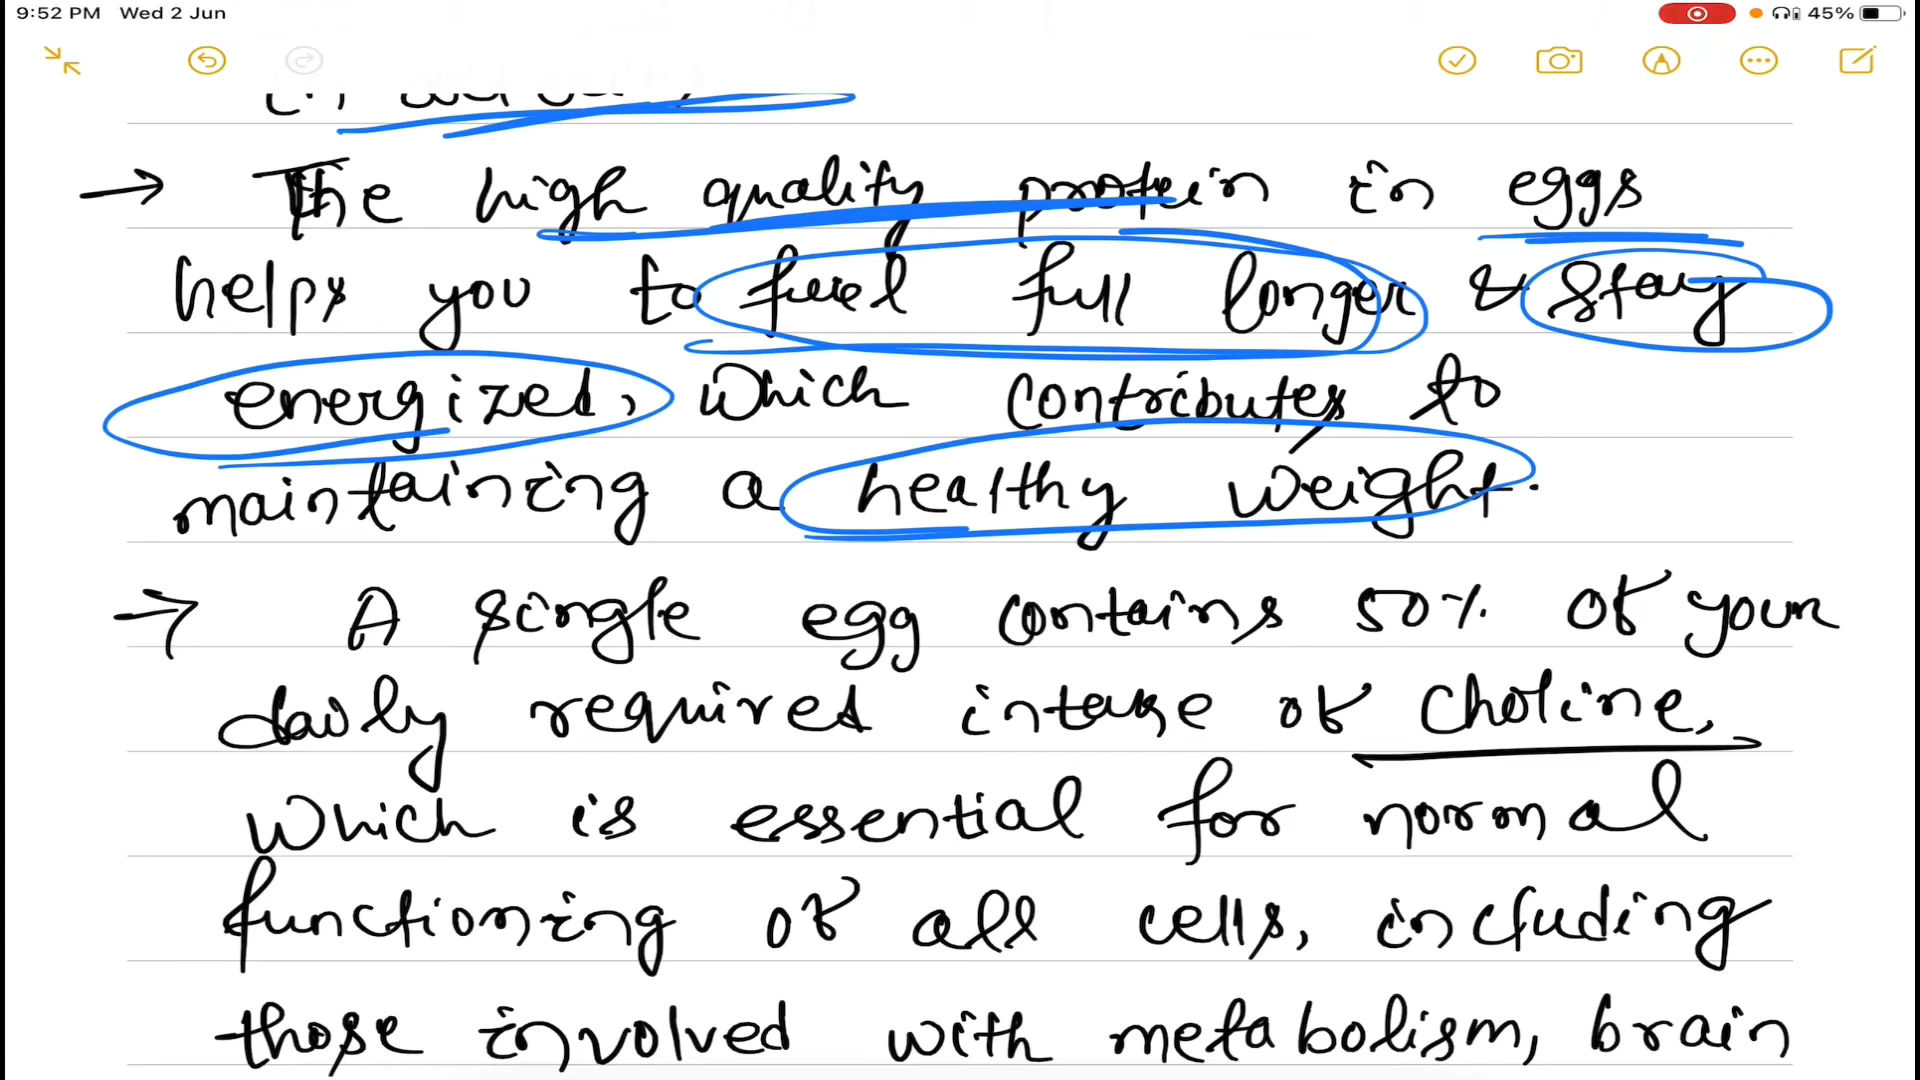 9:52 PM Wed 2 Jun
45%
→ The high quality protein in eggs
helps you to fuel full longer & stay
energized, which contributes to
maintaining a healthy weight.
→ A single egg contains 50% of your
daily required intake of choline,
which is essential for normal
functioning of all cells, including
those involved with metabolism, brain